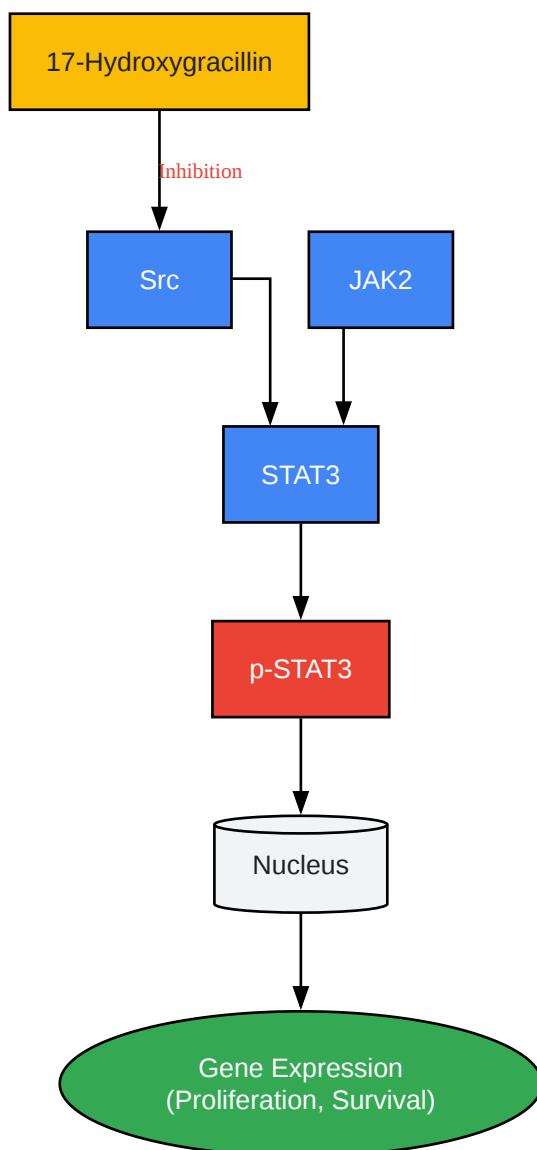 17-Hydroxygracillin
Inhibition
Src
JAK2
STAT3
p-STAT3
Nucleus
Gene Expression
(Proliferation, Survival)